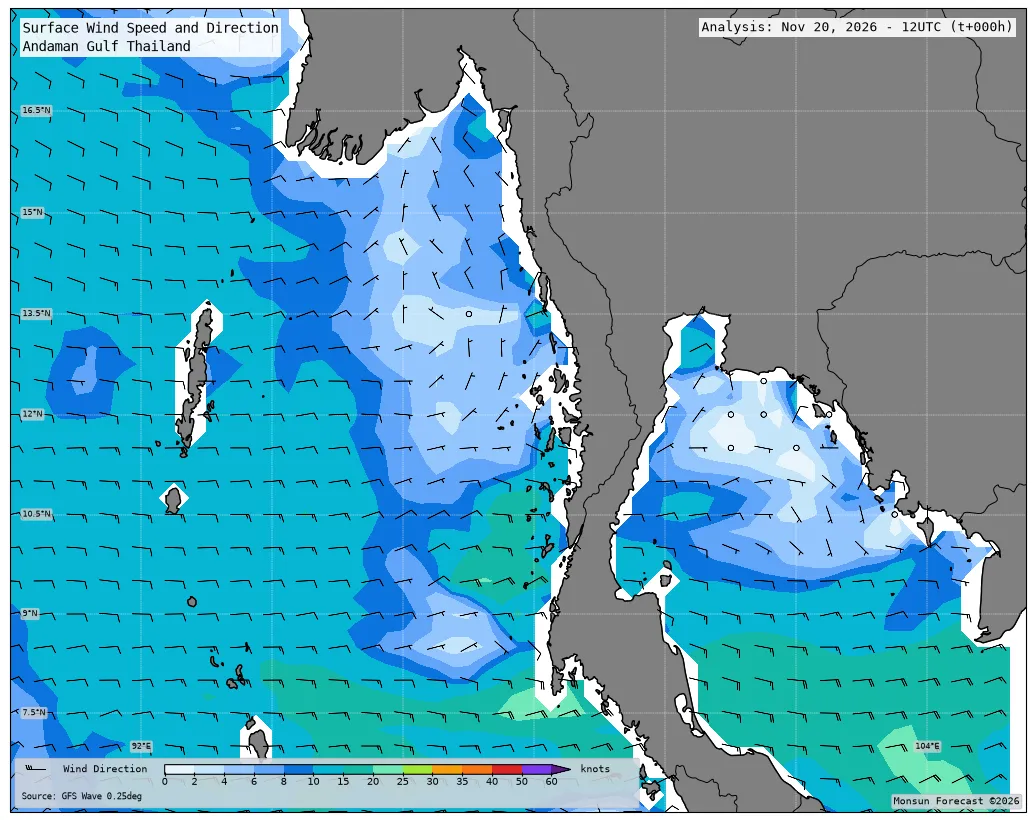 Surface Wind Speed and Direction
Andaman Gulf Thailand
Analysis: Nov 20, 2026 - 12UTC (t+000h)
16.5°N
15°N
13.5°N
12°N
10.5°N
9°N
7.5°N
92°E
104°E
Wind Direction
0 2 4 6 8 10 15 20 25 30 35 40 50 60
knots
Source: GFS Wave 0.25deg
Monsun Forecast ©2026